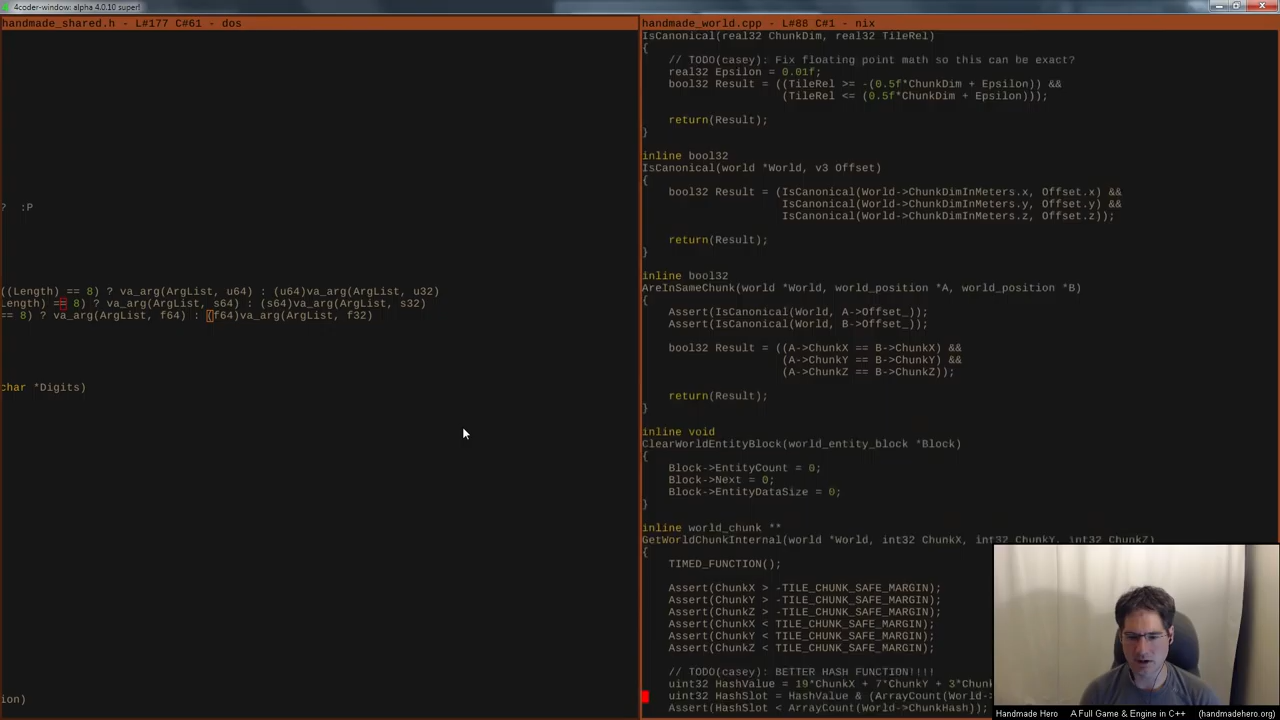 4coder-window: alpha 4.0.10 super!
handmade_shared.h - L#177 C#61 - dos
?  :P
((Length) == 8) ? va_arg(ArgList, u64) : (u64)va_arg(ArgList, u32)
Length) == 8) ? va_arg(ArgList, s64) : (s64)va_arg(ArgList, s32)
== 8) ? va_arg(ArgList, f64) : (f64)va_arg(ArgList, f32)
char *Digits)
ion)
handmade_world.cpp - L#88 C#1 - nix
IsCanonical(real32 ChunkDim, real32 TileRel)
{
// TODO(casey): Fix floating point math so this can be exact?
real32 Epsilon = 0.01f;
bool32 Result = ((TileRel >= -(0.5f*ChunkDim + Epsilon)) &&
(TileRel <= (0.5f*ChunkDim + Epsilon)));
return(Result);
}
inline bool32
IsCanonical(world *World, v3 Offset)
{
bool32 Result = (IsCanonical(World->ChunkDimInMeters.x, Offset.x) &&
IsCanonical(World->ChunkDimInMeters.y, Offset.y) &&
IsCanonical(World->ChunkDimInMeters.z, Offset.z));
return(Result);
}
inline bool32
AreInSameChunk(world *World, world_position *A, world_position *B)
{
Assert(IsCanonical(World, A->Offset_));
Assert(IsCanonical(World, B->Offset_));
bool32 Result = ((A->ChunkX == B->ChunkX) &&
(A->ChunkY == B->ChunkY) &&
(A->ChunkZ == B->ChunkZ));
return(Result);
}
inline void
ClearWorldEntityBlock(world_entity_block *Block)
{
Block->EntityCount = 0;
Block->Next = 0;
Block->EntityDataSize = 0;
}
inline world_chunk **
GetWorldChunkInternal(world *World, int32 ChunkX, int32 ChunkY, int32 ChunkZ)
{
TIMED_FUNCTION();
Assert(ChunkX > -TILE_CHUNK_SAFE_MARGIN);
Assert(ChunkY > -TILE_CHUNK_SAFE_MARGIN);
Assert(ChunkZ > -TILE_CHUNK_SAFE_MARGIN);
Assert(ChunkX < TILE_CHUNK_SAFE_MARGIN);
Assert(ChunkY < TILE_CHUNK_SAFE_MARGIN);
Assert(ChunkZ < TILE_CHUNK_SAFE_MARGIN);
// TODO(casey): BETTER HASH FUNCTION!!!!
uint32 HashValue = 19*ChunkX + 7*ChunkY + 3*Chunk
uint32 HashSlot = HashValue & (ArrayCount(World-
Assert(HashSlot < ArrayCount(World->ChunkHash));
Handmade Hero A Full Game & Engine in C++ (handmadehero.org)